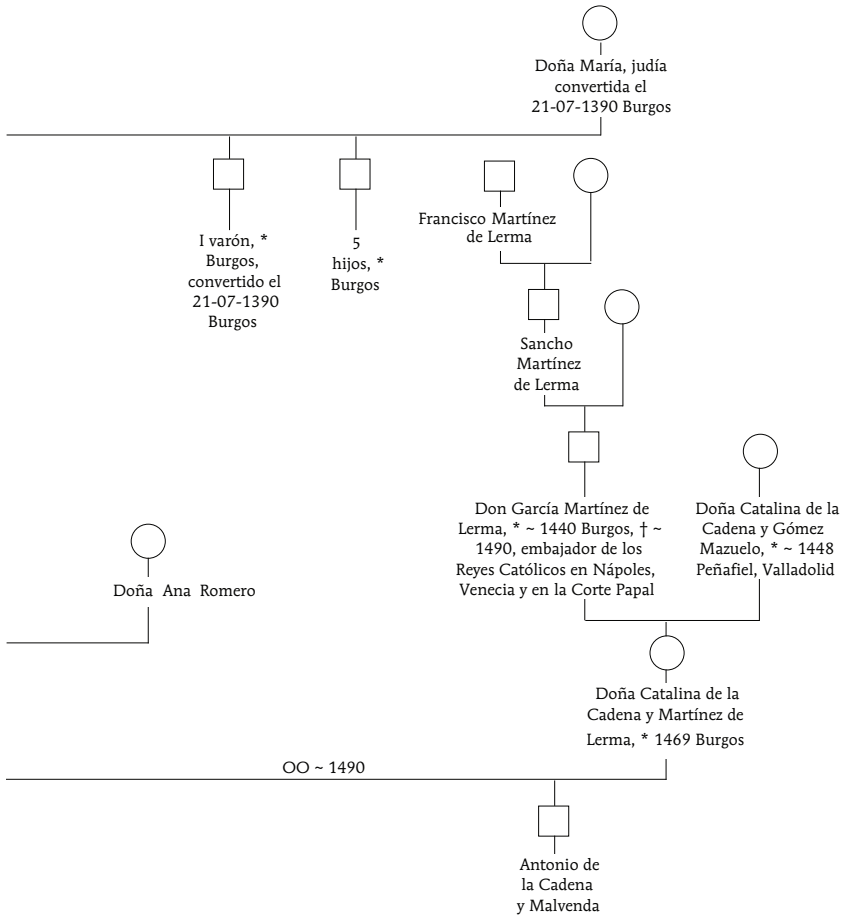 Doña María, judía
convertida el
21-07-1390 Burgos
I varón, *
Burgos,
convertido el
21-07-1390
Burgos
5
hijos, *
Burgos
Francisco Martínez
de Lerma
Sancho
Martínez
de Lerma
Don García Martínez de
Lerma, * ~ 1440 Burgos, † ~
1490, embajador de los
Reyes Católicos en Nápoles,
Venecia y en la Corte Papal
Doña Catalina de la
Cadena y Gómez
Mazuelo, * ~ 1448
Peñafiel, Valladolid
Doña Ana Romero
Doña Catalina de la
Cadena y Martínez de
Lerma, * 1469 Burgos
OO ~ 1490
Antonio de
la Cadena
y Malvenda